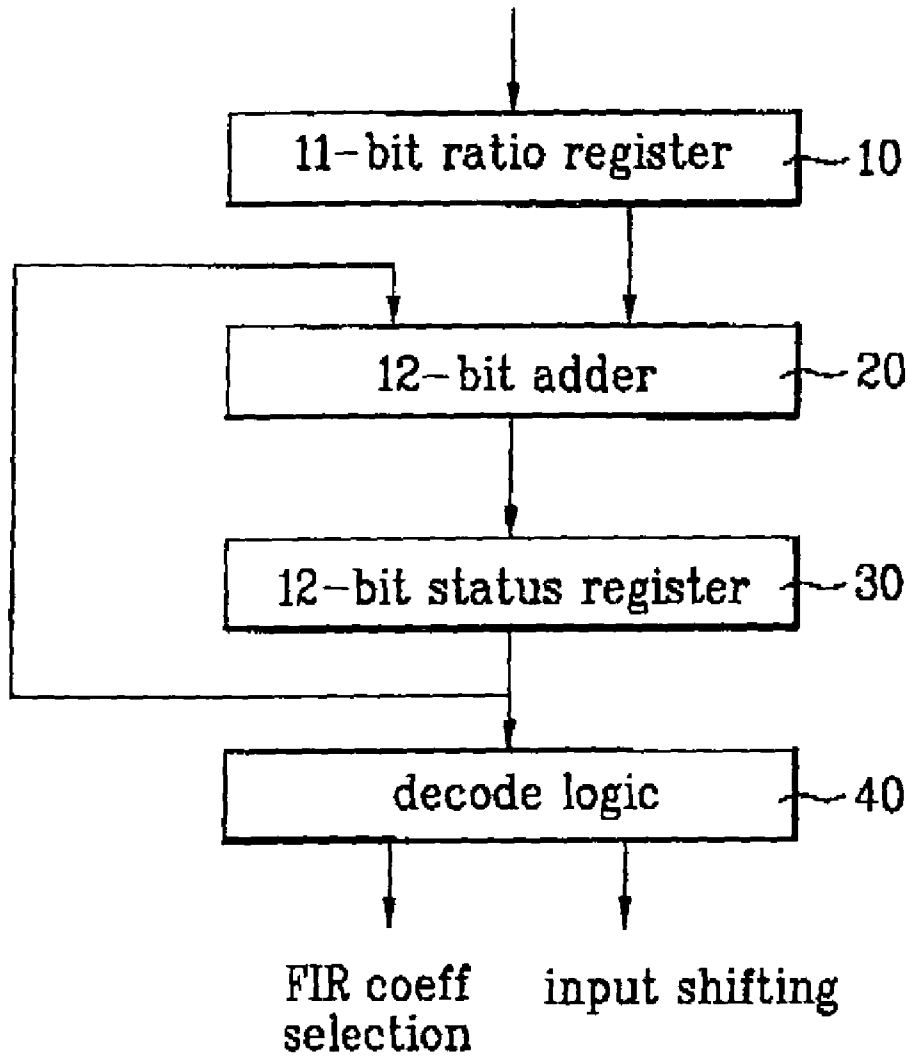 11-bit ratio register 10
12-bit adder 20
12-bit status register 30
decode logic 40
FIR coeff
selection
input shifting